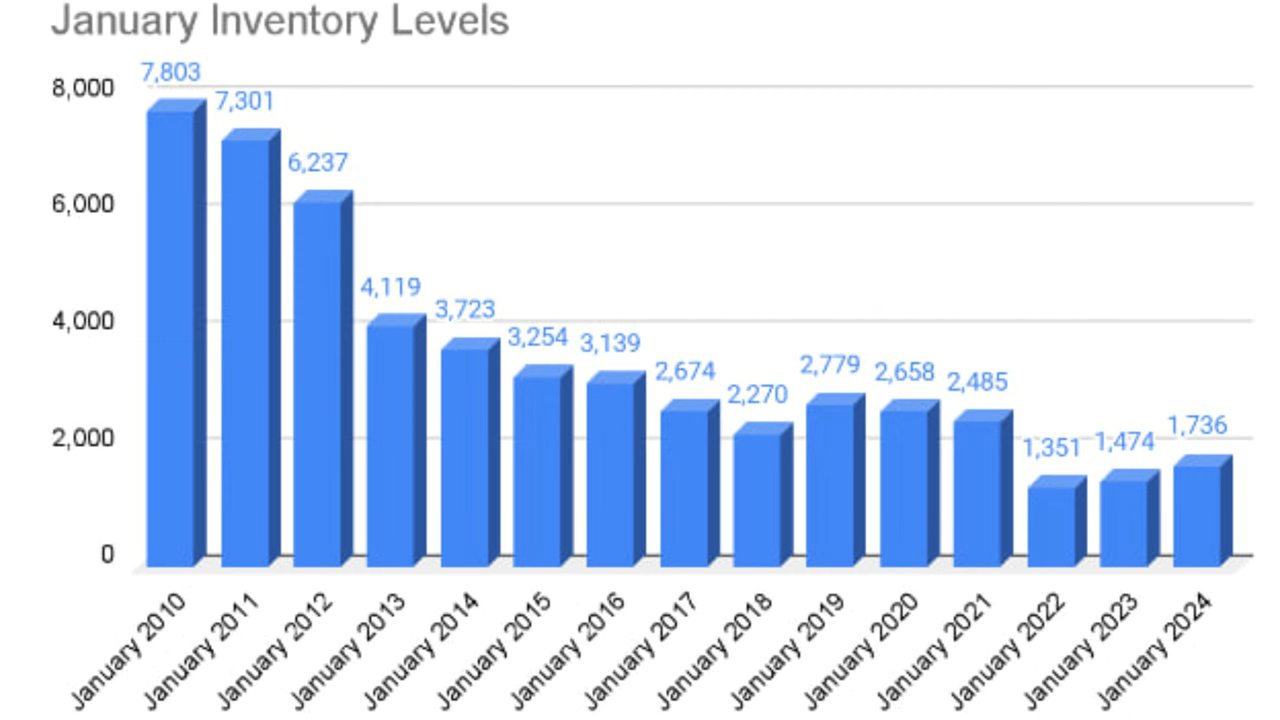 January Inventory Levels
7,803
8,000
7,301
6,237
6,000
4,119
4,000
3,723
3,254
3,139
2,674
2,270
2,779
2,658
2,485
2,000
1,351
1,474
1,736
0
January 2010
January 2011
January 2012
January 2013
January 2014
January 2015
January 2016
January 2017
January 2018
January 2019
January 2020
January 2021
January 2022
January 2023
January 2024